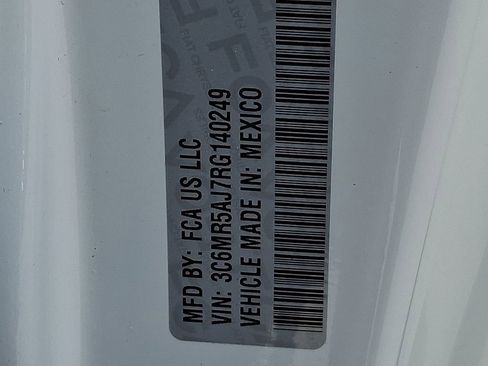 MFD BY: FCA US LLC
VIN: 3C6MR5AJ7RG140249
VEHICLE MADE IN: MEXICO